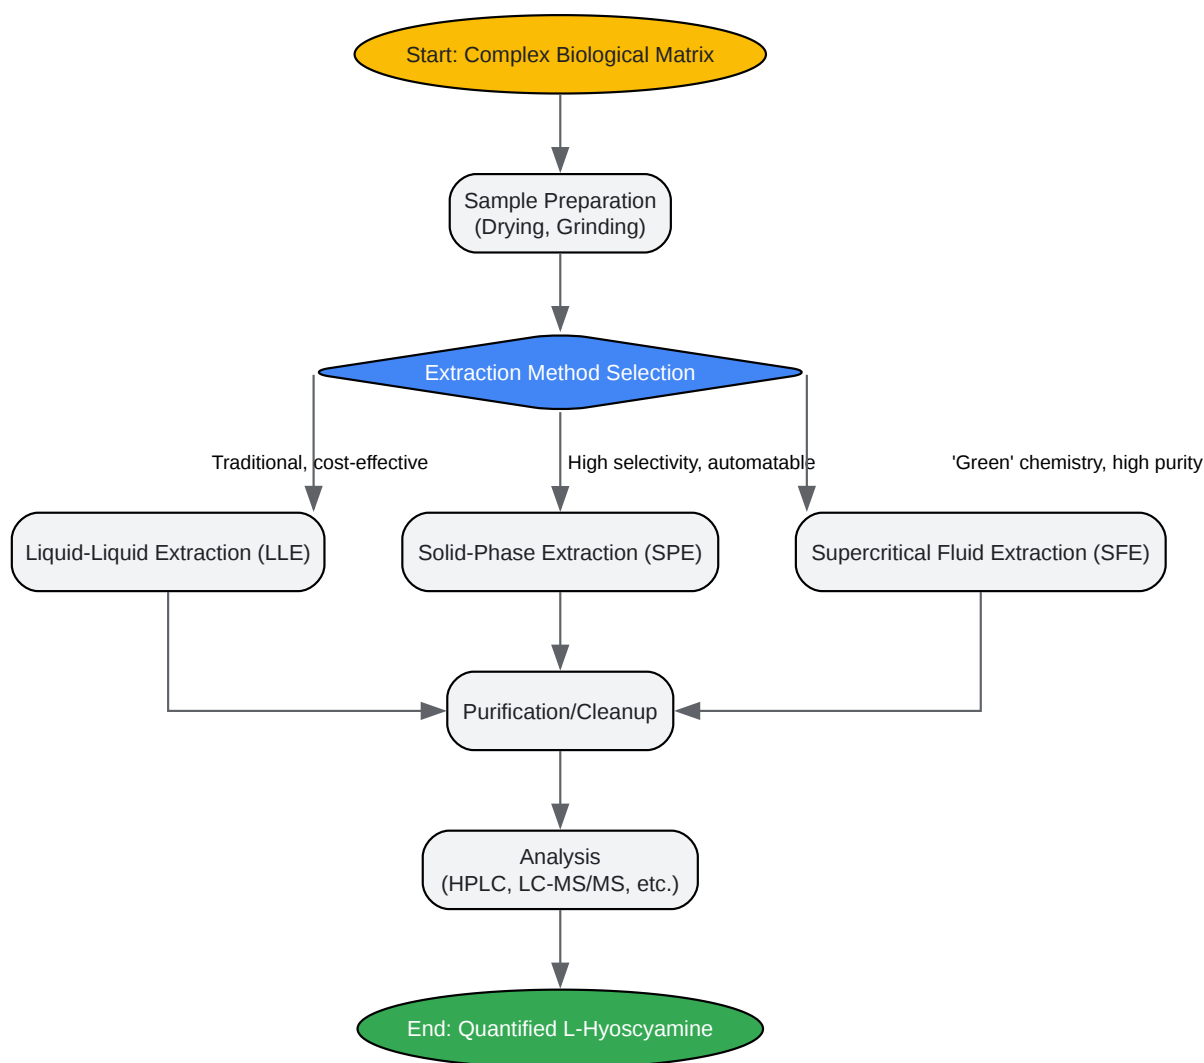 Start: Complex Biological Matrix
Sample Preparation
(Drying, Grinding)
Extraction Method Selection
Traditional, cost-effective
High selectivity, automatable
'Green' chemistry, high purity
Liquid-Liquid Extraction (LLE)
Solid-Phase Extraction (SPE)
Supercritical Fluid Extraction (SFE)
Purification/Cleanup
Analysis
(HPLC, LC-MS/MS, etc.)
End: Quantified L-Hyoscyamine